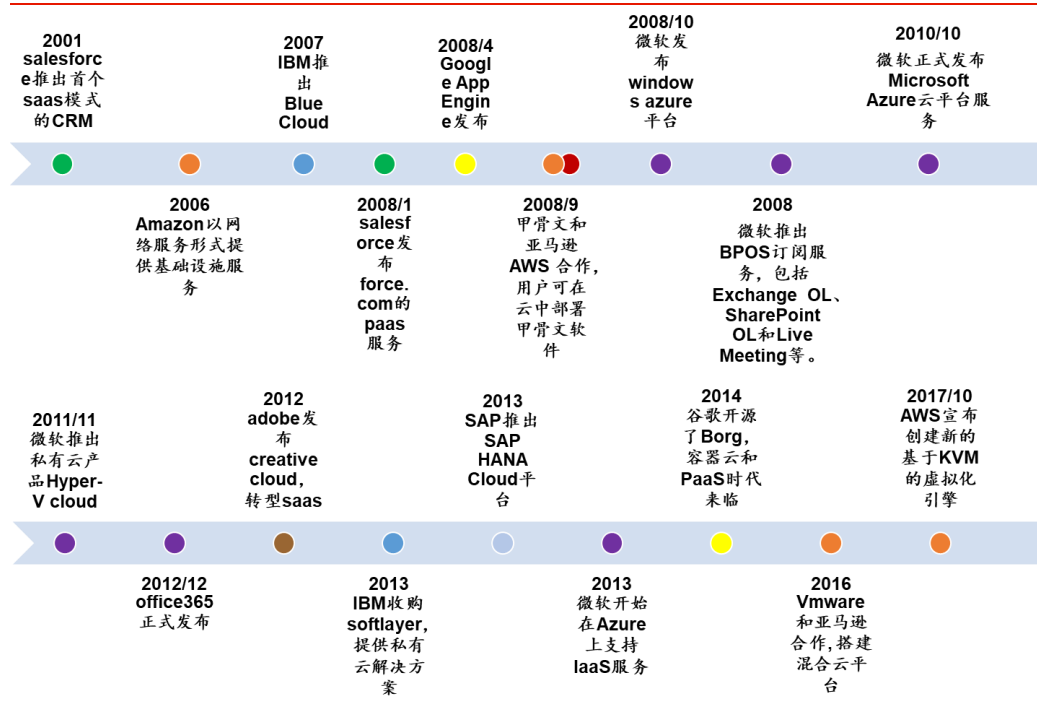 2001
salesforc
e推出首个
saas模式
的CRM
2007
IBM推
出
Blue
Cloud
2008/4
Googl
e App
Engin
e发布
2008/10
微软发
布
window
s azure
平台
2010/10
微软正式发布
Microsoft
Azure云平台服
务
2006
Amazon以网
络服务形式提
供基础设施服
务
2008/1
salesf
orce发
布
force.
com的
paas
服务
2008/9
甲骨文和
亚马逊
AWS 合作，
用户可在
云中部署
甲骨文软
件
2008
微软推出
BPOS订阅服
务，包括
Exchange OL、
SharePoint
OL和Live
Meeting等。
2011/11
微软推出
私有云产
品Hyper-
V cloud
2012
adobe发
布
creative
cloud，
转型saas
2013
SAP推出
SAP
HANA
Cloud平
台
2014
谷歌开源
了Borg，
容器云和
PaaS时代
来临
2017/10
AWS宣布
创建新的
基于KVM
的虚拟化
引擎
2012/12
office365
正式发布
2013
IBM收购
softlayer，
提供私有
云解决方
案
2013
微软开始
在Azure
上支持
IaaS服务
2016
Vmware
和亚马逊
合作，搭建
混合云平
台